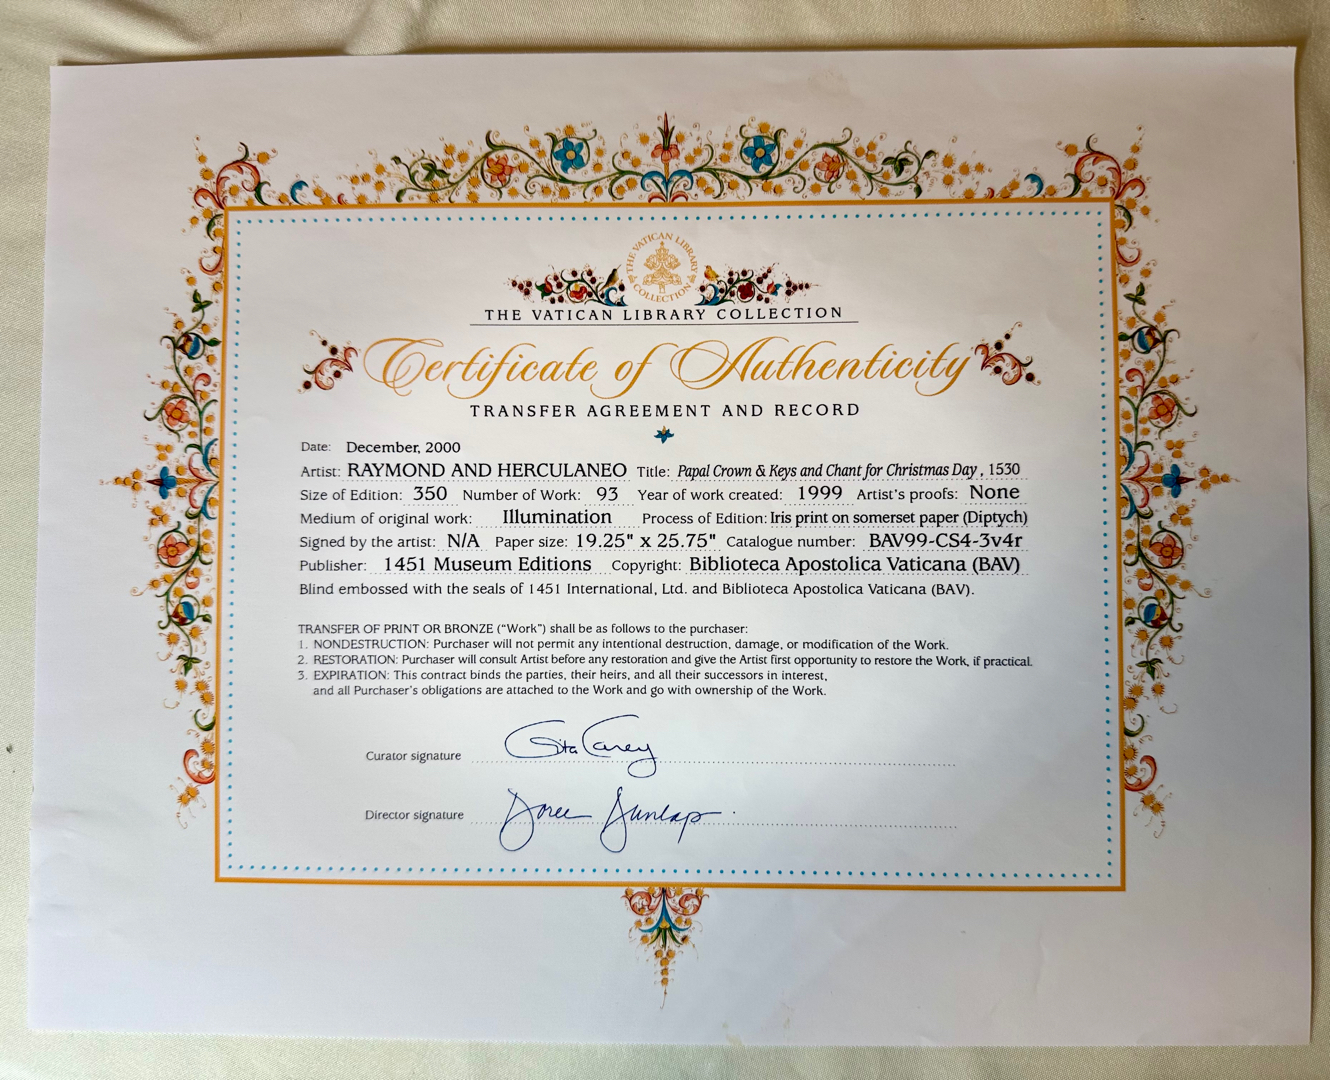 THE VATICAN LIBRARY COLLECTION
THE VATICAN LIBRARY COLLECTION
Certificate of Authenticity
TRANSFER AGREEMENT AND RECORD
Date: December, 2000
Artist: RAYMOND AND HERCULANEO Title: Papal Crown & Keys and Chant for Christmas Day, 1530
Size of Edition: 350 Number of Work: 93 Year of work created: 1999 Artist's proofs: None
Medium of original work: Illumination Process of Edition: Iris print on somerset paper (Diptych)
Signed by the artist: N/A Paper size: 19.25" x 25.75" Catalogue number: BAV99-CS4-3v4r
Publisher: 1451 Museum Editions Copyright: Biblioteca Apostolica Vaticana (BAV)
Blind embossed with the seals of 1451 International, Ltd. and Biblioteca Apostolica Vaticana (BAV).
TRANSFER OF PRINT OR BRONZE ("Work") shall be as follows to the purchaser:
1. NONDESTRUCTION: Purchaser will not permit any intentional destruction, damage, or modification of the Work.
2. RESTORATION: Purchaser will consult Artist before any restoration and give the Artist first opportunity to restore the Work, if practical.
3. EXPIRATION: This contract binds the parties, their heirs, and all their successors in interest,
and all Purchaser's obligations are attached to the Work and go with ownership of the Work.
Curator signature Gita Carey
Director signature Doree Dunlap